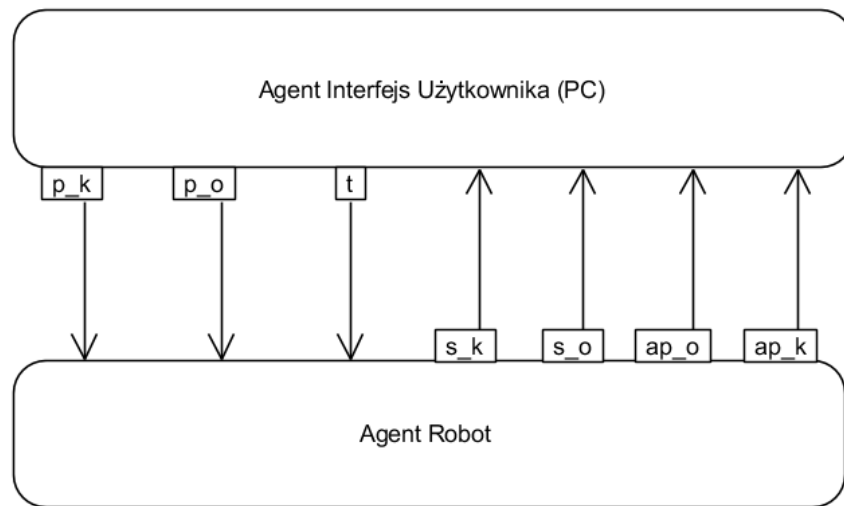 Agent Interfejs Użytkownika (PC)
p_k p_o t
s_k s_o ap_o ap_k
Agent Robot